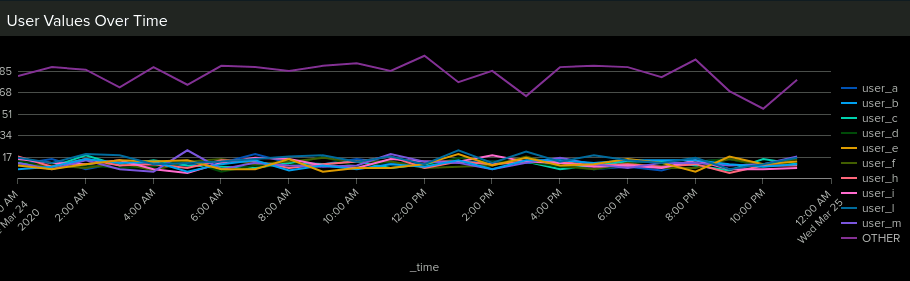 User Values Over Time
85
68
51
34
17
Mar 24
2020
2:00 AM
4:00 AM
6:00 AM
8:00 AM
10:00 AM
12:00 PM
2:00 PM
4:00 PM
6:00 PM
8:00 PM
10:00 PM
12:00 AM
Wed Mar 25
_time
user_a
user_b
user_c
user_d
user_e
user_f
user_h
user_i
user_l
user_m
OTHER